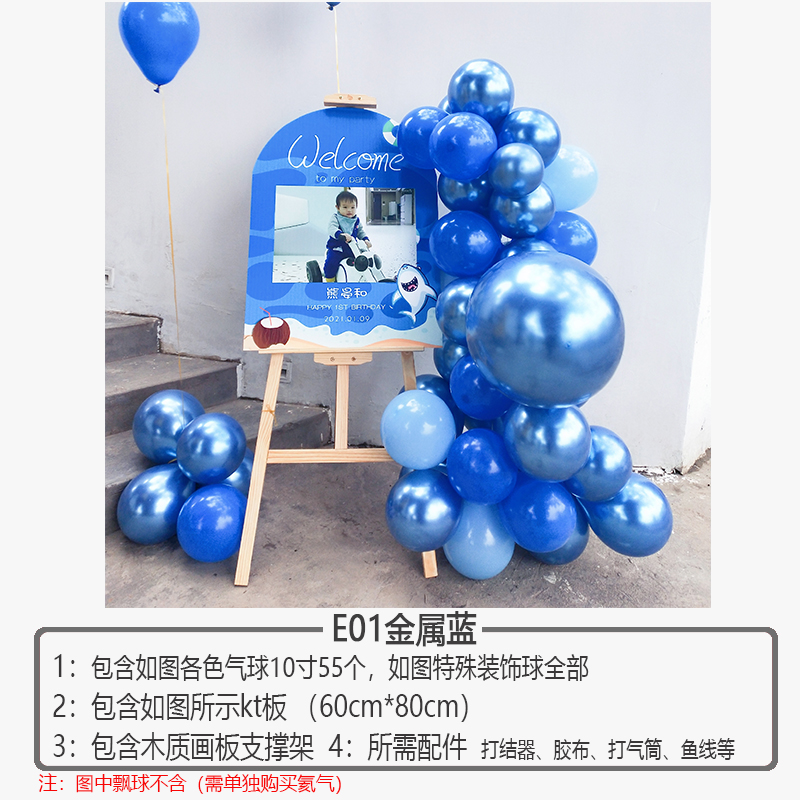 Welcome
to my party
熊晏和
HAPPY 1ST BIRTHDAY
2021.01.09
E01金属蓝
1：包含如图各色气球10寸55个，如图特殊装饰球全部
2：包含如图所示kt板 （60cm*80cm）
3：包含木质画板支撑架 4：所需配件 打结器、胶布、打气筒、鱼线等
注：图中飘球不含（需单独购买氦气）